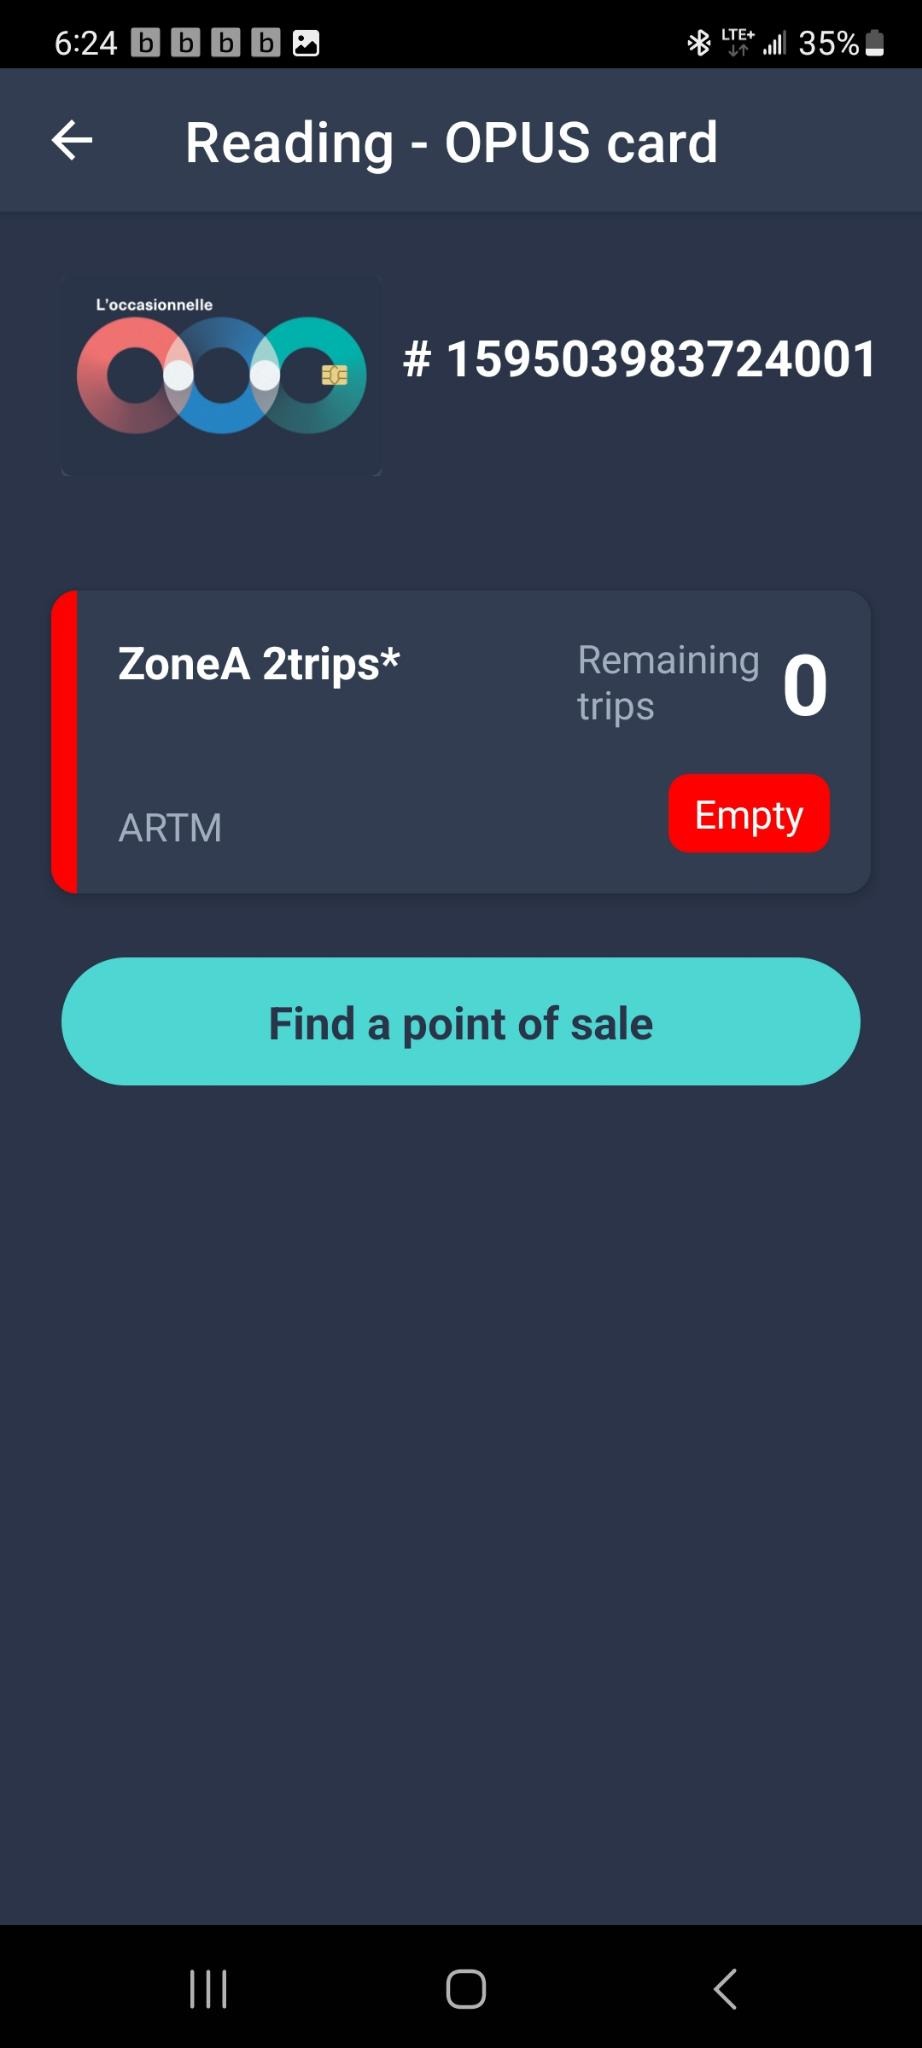 6:24 b b b b LTE+ 35%
Reading - OPUS card
L'occasionnelle
# 159503983724001
ZoneA 2trips*
Remaining
trips
0
ARTM
Empty
Find a point of sale